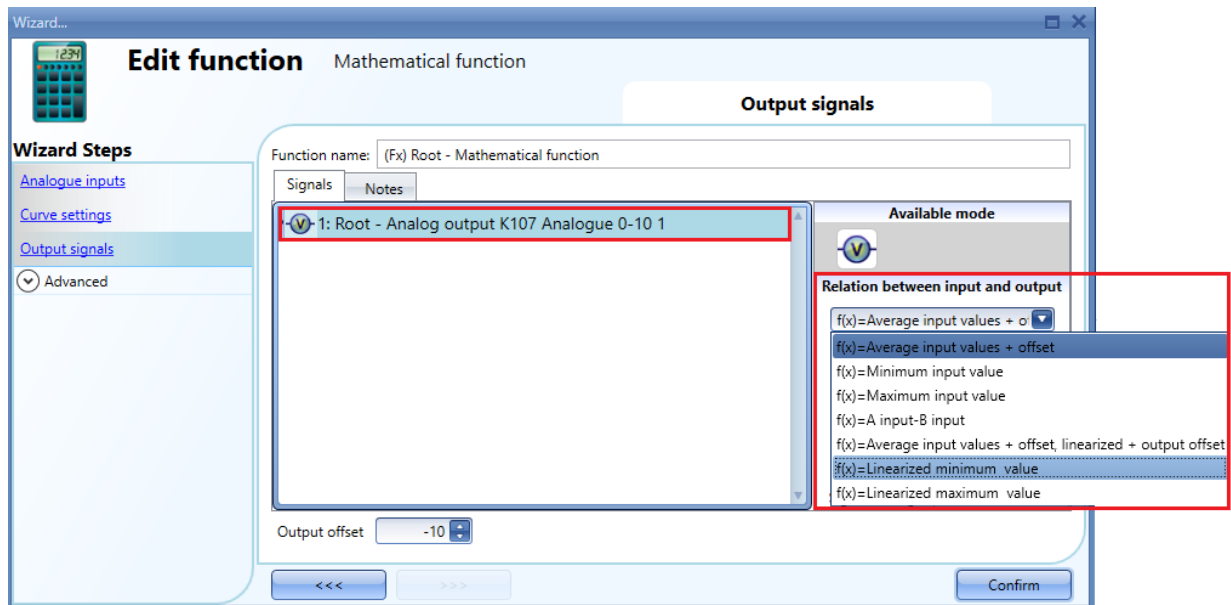 Wizard...
1234
Edit function Mathematical function
Output signals
Wizard Steps
Analogue inputs
Curve settings
Output signals
Advanced
Function name: (Fx) Root - Mathematical function
Signals Notes
V 1: Root - Analog output K107 Analogue 0-10 1
Available mode
V
Relation between input and output
f(x)=Average input values + o
f(x)=Average input values + offset
f(x)=Minimum input value
f(x)=Maximum input value
f(x)=A input-B input
f(x)=Average input values + offset, linearized + output offset
f(x)=Linearized minimum value
f(x)=Linearized maximum value
Output offset -10
<<< >>> Confirm